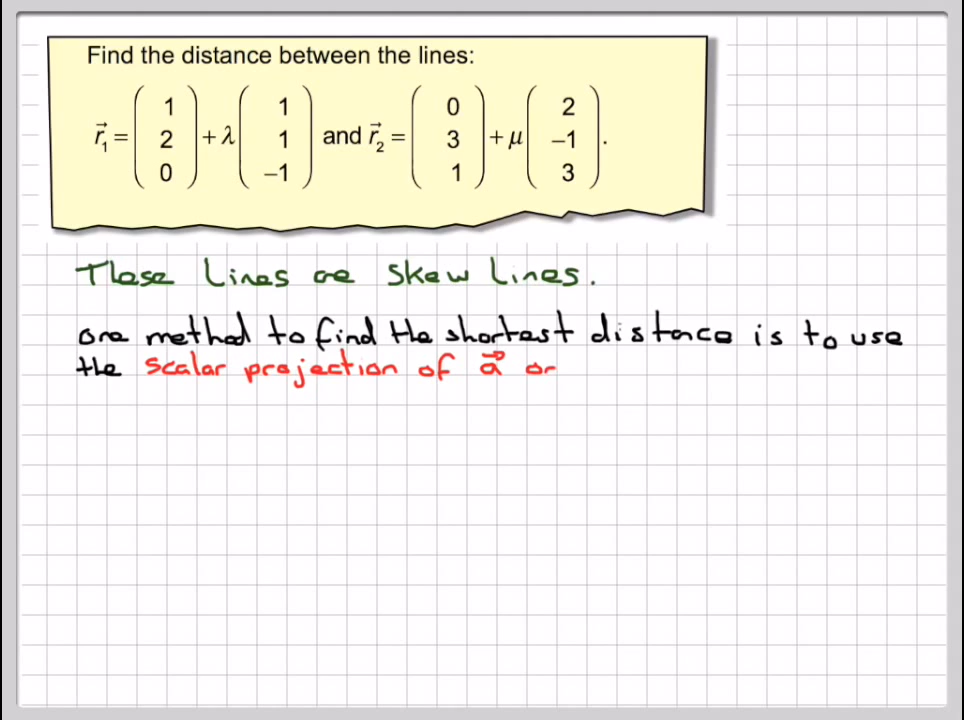 Find the distance between the lines:
r⃗₁ = (1 2 0) + λ (1 1 −1) and r⃗₂ = (0 3 1) + μ (2 −1 3).
These Lines are skew Lines.
one method to find the shortest distance is to use
the scalar projection of a⃗ on